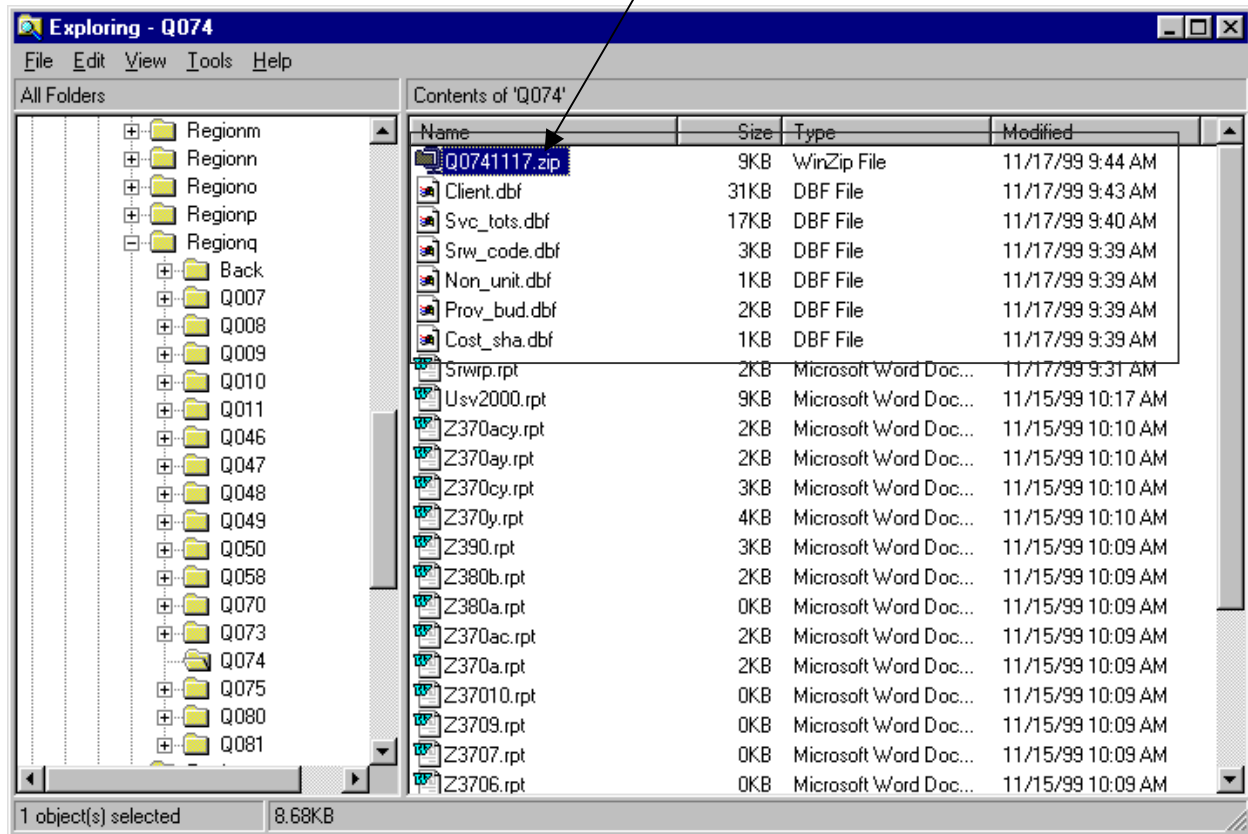 Exploring - Q074
File Edit View Tools Help
All Folders
Contents of 'Q074'
Regionm
Regionn
Regiono
Regionp
Regionq
Back
Q007
Q008
Q009
Q010
Q011
Q046
Q047
Q048
Q049
Q050
Q058
Q070
Q073
Q074
Q075
Q080
Q081
Name Size Type Modified
Q0741117.zip 9KB WinZip File 11/17/99 9:44 AM
Client.dbf 31KB DBF File 11/17/99 9:43 AM
Svc_tots.dbf 17KB DBF File 11/17/99 9:40 AM
Srw_code.dbf 3KB DBF File 11/17/99 9:39 AM
Non_unit.dbf 1KB DBF File 11/17/99 9:39 AM
Prov_bud.dbf 2KB DBF File 11/17/99 9:39 AM
Cost_sha.dbf 1KB DBF File 11/17/99 9:39 AM
Srwrp.rpt 2KB Microsoft Word Doc... 11/17/99 9:31 AM
Usv2000.rpt 9KB Microsoft Word Doc... 11/15/99 10:17 AM
Z370acy.rpt 2KB Microsoft Word Doc... 11/15/99 10:10 AM
Z370ay.rpt 2KB Microsoft Word Doc... 11/15/99 10:10 AM
Z370cy.rpt 3KB Microsoft Word Doc... 11/15/99 10:10 AM
Z370y.rpt 4KB Microsoft Word Doc... 11/15/99 10:10 AM
Z390.rpt 3KB Microsoft Word Doc... 11/15/99 10:09 AM
Z380b.rpt 2KB Microsoft Word Doc... 11/15/99 10:09 AM
Z380a.rpt 0KB Microsoft Word Doc... 11/15/99 10:09 AM
Z370ac.rpt 2KB Microsoft Word Doc... 11/15/99 10:09 AM
Z370a.rpt 2KB Microsoft Word Doc... 11/15/99 10:09 AM
Z37010.rpt 0KB Microsoft Word Doc... 11/15/99 10:09 AM
Z3709.rpt 0KB Microsoft Word Doc... 11/15/99 10:09 AM
Z3707.rpt 0KB Microsoft Word Doc... 11/15/99 10:09 AM
Z3706.rpt 0KB Microsoft Word Doc... 11/15/99 10:09 AM
1 object(s) selected 8.68KB